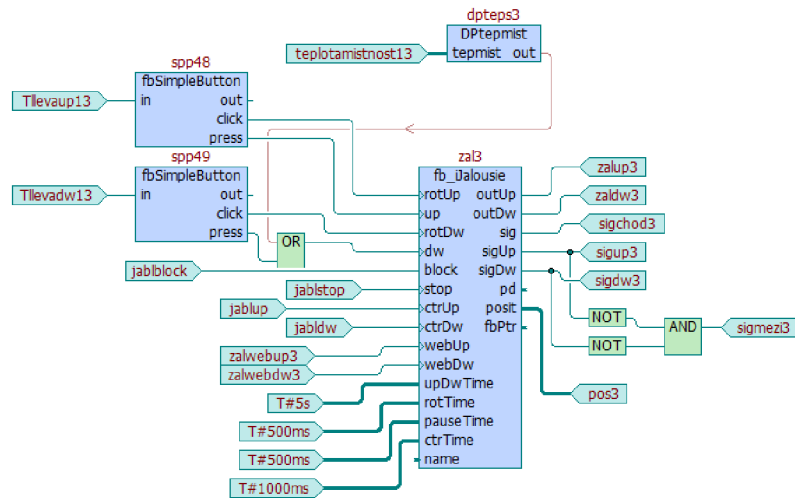 dpteps3
DPtepmist
teplotamistnost13
tepmist out
spp48
fbSimpleButton
Tllevaup13
in out
click
press
spp49
fbSimpleButton
Tllevadw13
in out
click
press
OR
zal3
fb_iJalousie
rotUp outUp
zalup3
up outDw
zaldw3
rotDw sig
sigchod3
dw sigUp
sigup3
jablblock
block sigDw
sigdw3
jablstop
stop pd
jablup
ctrUp posit
NOT
AND
sigmezi3
jabldw
ctrDw fbPtr
NOT
zalwebup3
webUp
zalwebdw3
webDw
pos3
T#5s
upDwTime
T#500ms
rotTime
T#500ms
pauseTime
T#1000ms
ctrTime
name